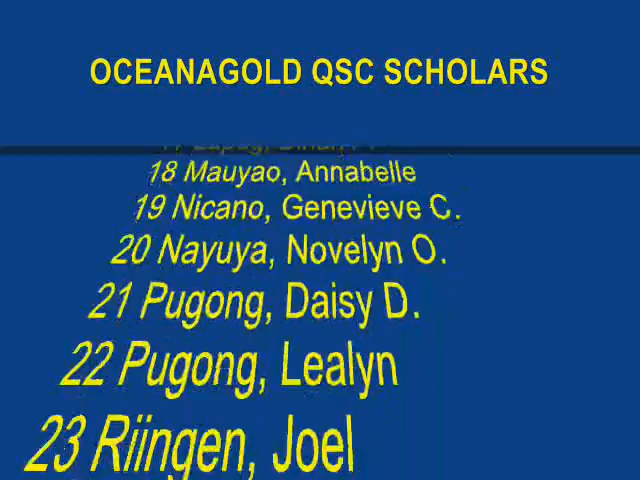 OCEANAGOLD QSC SCHOLARS
18 Mauyao, Annabelle
19 Nicano, Genevieve C.
20 Nayuya, Novelyn O.
21 Pugong, Daisy D.
22 Pugong, Lealyn
23 Riingen, Joel